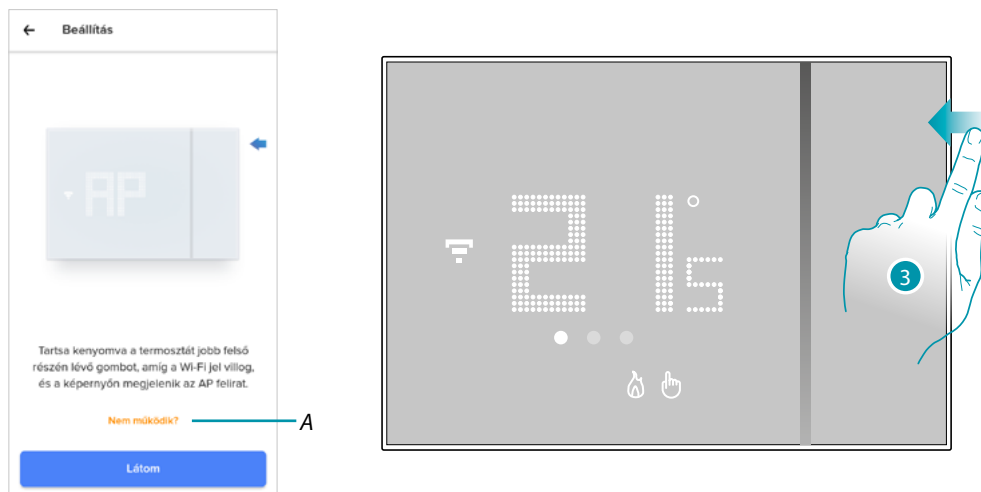 Beállítás
AP
Tartsa kenyomva a termosztát jobb felső
részén lévő gombot, amíg a Wi-Fi jel villog,
és a képernyőn megjelenik az AP felirat.
Nem működik?
A
Látom
21°5
3